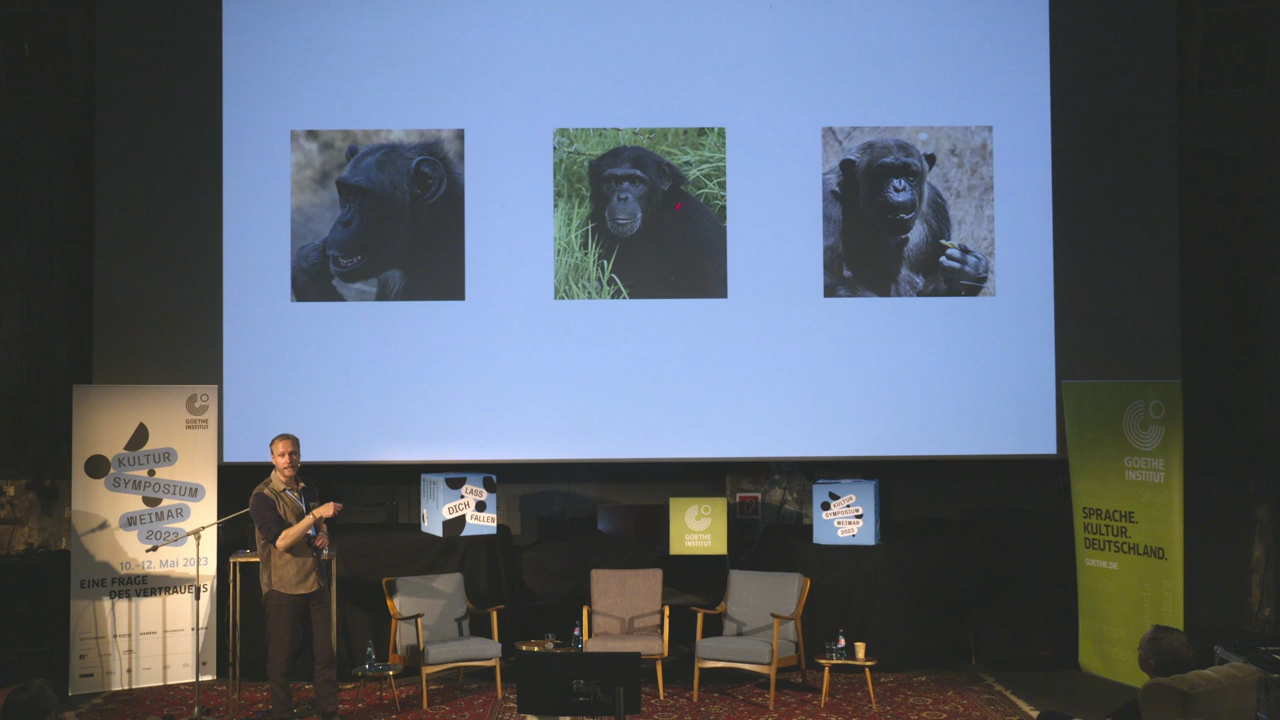 GOETHE
INSTITUT
KULTUR
SYMPOSIUM
WEIMAR
2023
10.–12. Mai 2023
EINE FRAGE
DES VERTRAUENS
LASS
DICH
FALLEN
GOETHE
INSTITUT
KULTUR
SYMPOSIUM
WEIMAR
2023
GOETHE
INSTITUT
SPRACHE.
KULTUR.
DEUTSCHLAND.
GOETHE.DE